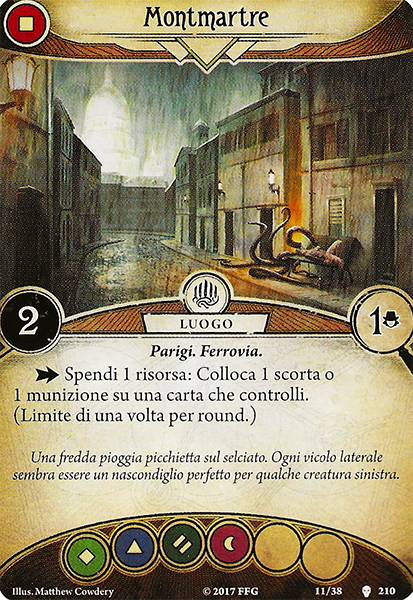 Montmartre
2
LUOGO
1
Parigi. Ferrovia.
Spendi 1 risorsa: Colloca 1 scorta o
1 munizione su una carta che controlli.
(Limite di una volta per round.)
Una fredda pioggia picchietta sul selciato. Ogni vicolo laterale
sembra essere un nascondiglio perfetto per qualche creatura sinistra.
Illus. Matthew Cowdery
© 2017 FFG
11/38
210